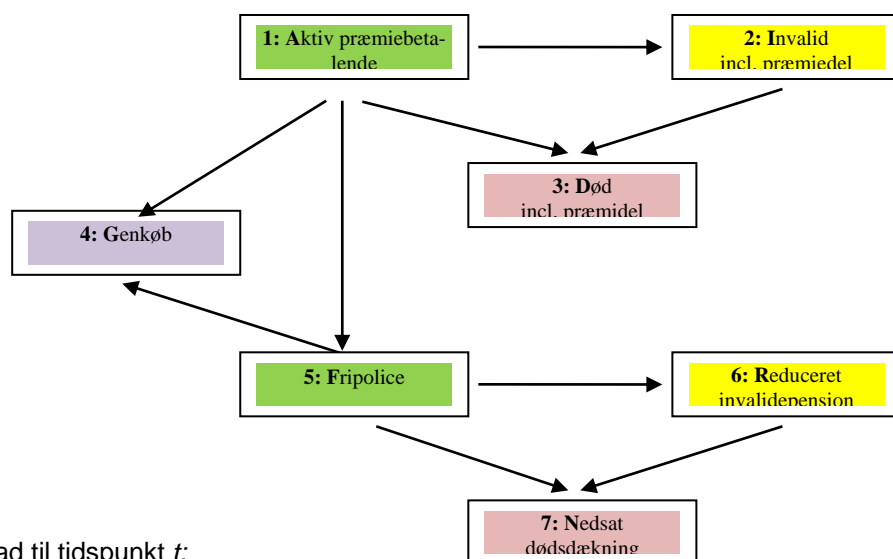 1: Aktiv præmiebeta-
lende
2: Invalid
incl. præmiedel
3: Død
incl. præmidel
4: Genkøb
5: Fripolice
6: Reduceret
invalidepension
7: Nedsat
dødsdækning
ad til tidspunkt t: